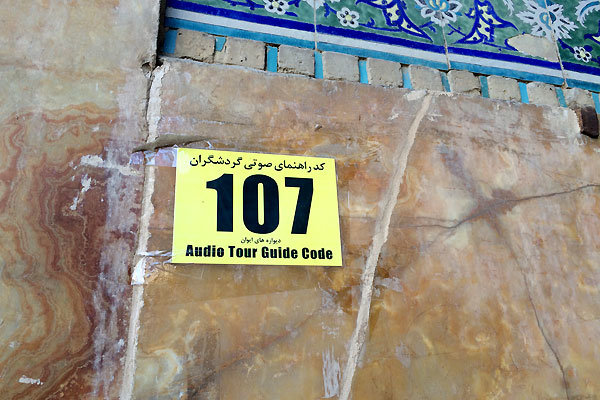 کد راهنمای صوتی گردشگران
107
دیواره های ایوان
Audio Tour Guide Code